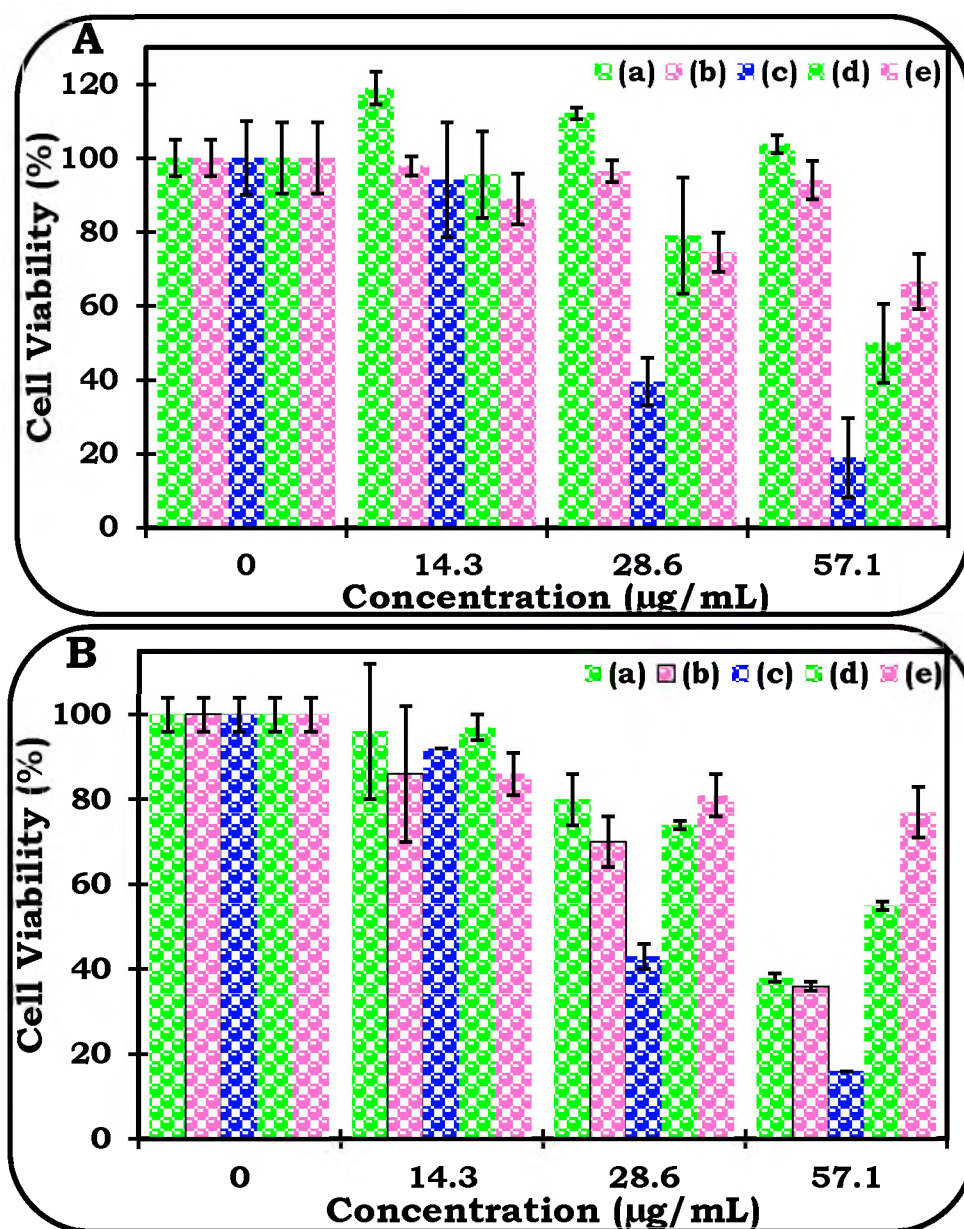 A
(a) (b) (c) (d) (e)
Cell Viability (%)
120
100
80
60
40
20
0
0 14.3 28.6 57.1
Concentration (µg/mL)
B
(a) (b) (c) (d) (e)
Cell Viability (%)
100
80
60
40
20
0
0 14.3 28.6 57.1
Concentration (µg/mL)